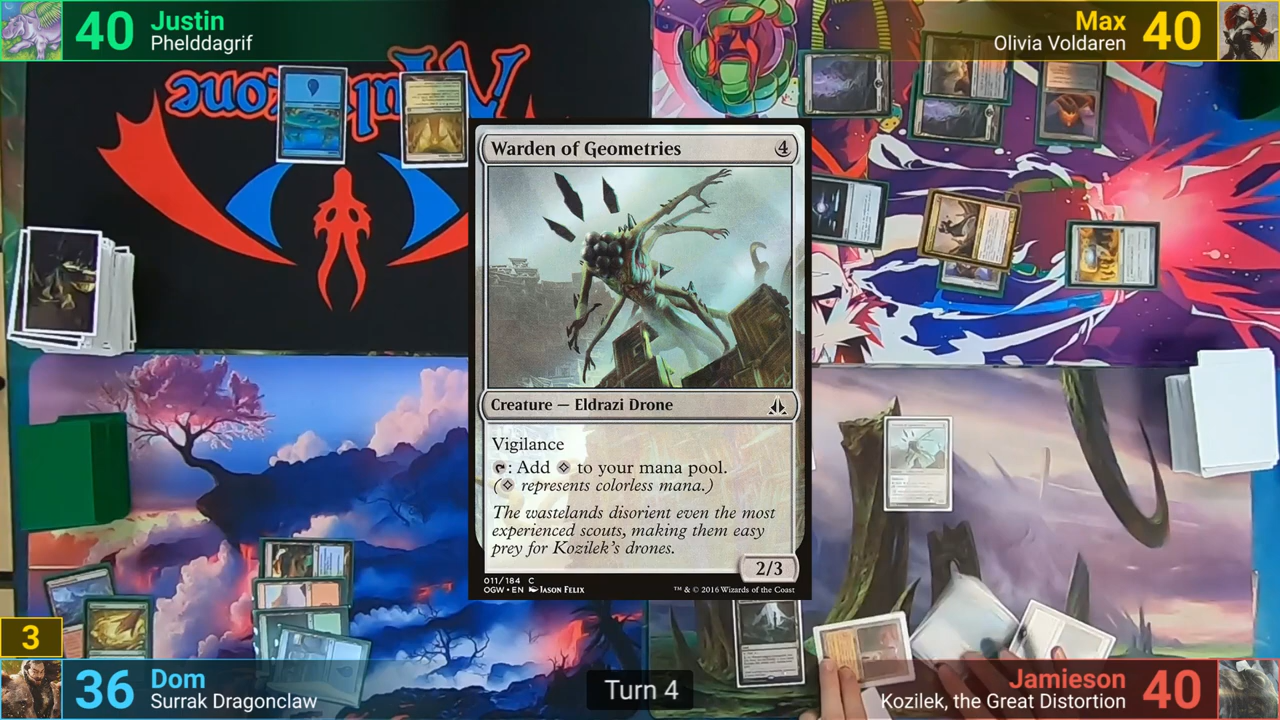 40
Justin
Phelddagrif
Max
Olivia Voldaren
40
Warden of Geometries
4
Creature — Eldrazi Drone
Vigilance
: Add to your mana pool.
( represents colorless mana.)
The wastelands disorient even the most
experienced scouts, making them easy
prey for Kozilek's drones.
2/3
011/184 C
OGW • EN JASON FELIX
™ & © 2016 Wizards of the Coast
3
36
Dom
Surrak Dragonclaw
Turn 4
Jamieson
Kozilek, the Great Distortion
40